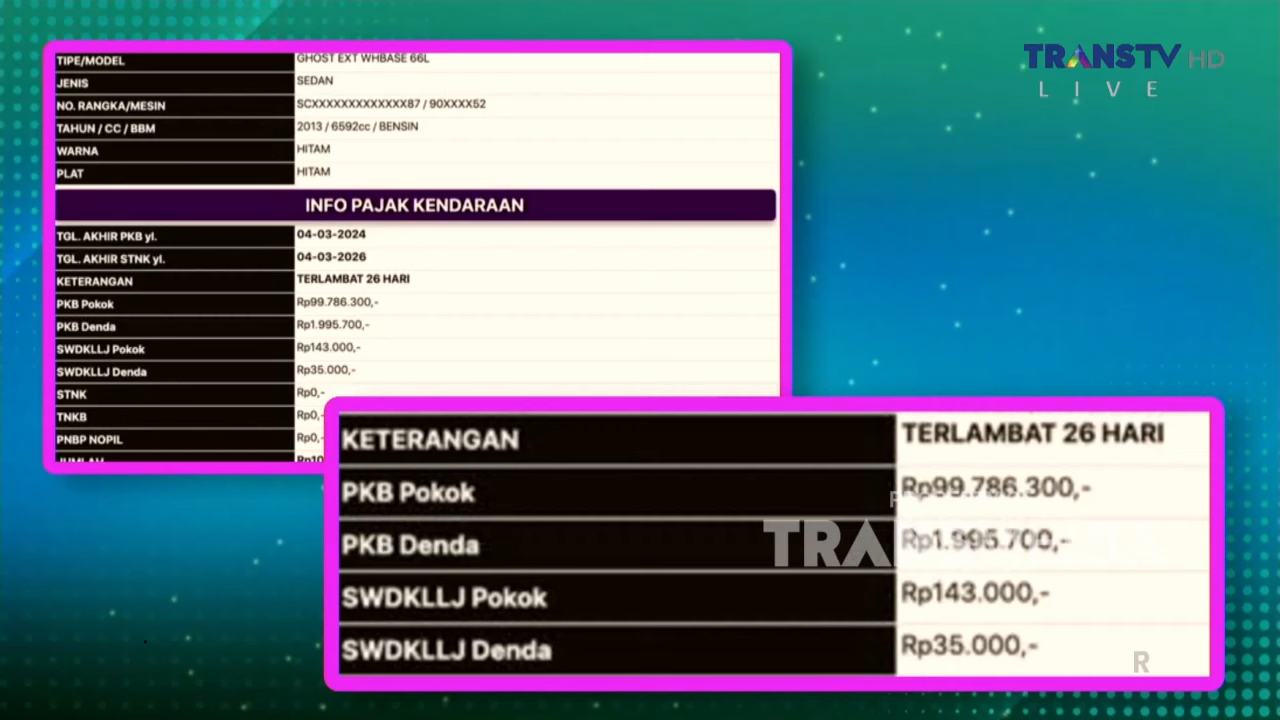 TRANSTV HD
LIVE
TIPE/MODEL GHOST EXT WHBASE 66L
JENIS SEDAN
NO. RANGKA/MESIN SCXXXXXXXXXXXXX87 / 90XXXX52
TAHUN / CC / BBM 2013 / 6592cc / BENSIN
WARNA HITAM
PLAT HITAM
INFO PAJAK KENDARAAN
TGL. AKHIR PKB yl. 04-03-2024
TGL. AKHIR STNK yl. 04-03-2026
KETERANGAN TERLAMBAT 26 HARI
PKB Pokok Rp99.786.300,-
PKB Denda Rp1.995.700,-
SWDKLLJ Pokok Rp143.000,-
SWDKLLJ Denda Rp35.000,-
STNK Rp0,-
TNKB Rp0,-
PNBP NOPIL Rp0,-
JUMLAH Rp10
KETERANGAN TERLAMBAT 26 HARI
PKB Pokok Rp99.786.300,-
PKB Denda Rp1.995.700,-
SWDKLLJ Pokok Rp143.000,-
SWDKLLJ Denda Rp35.000,-
R